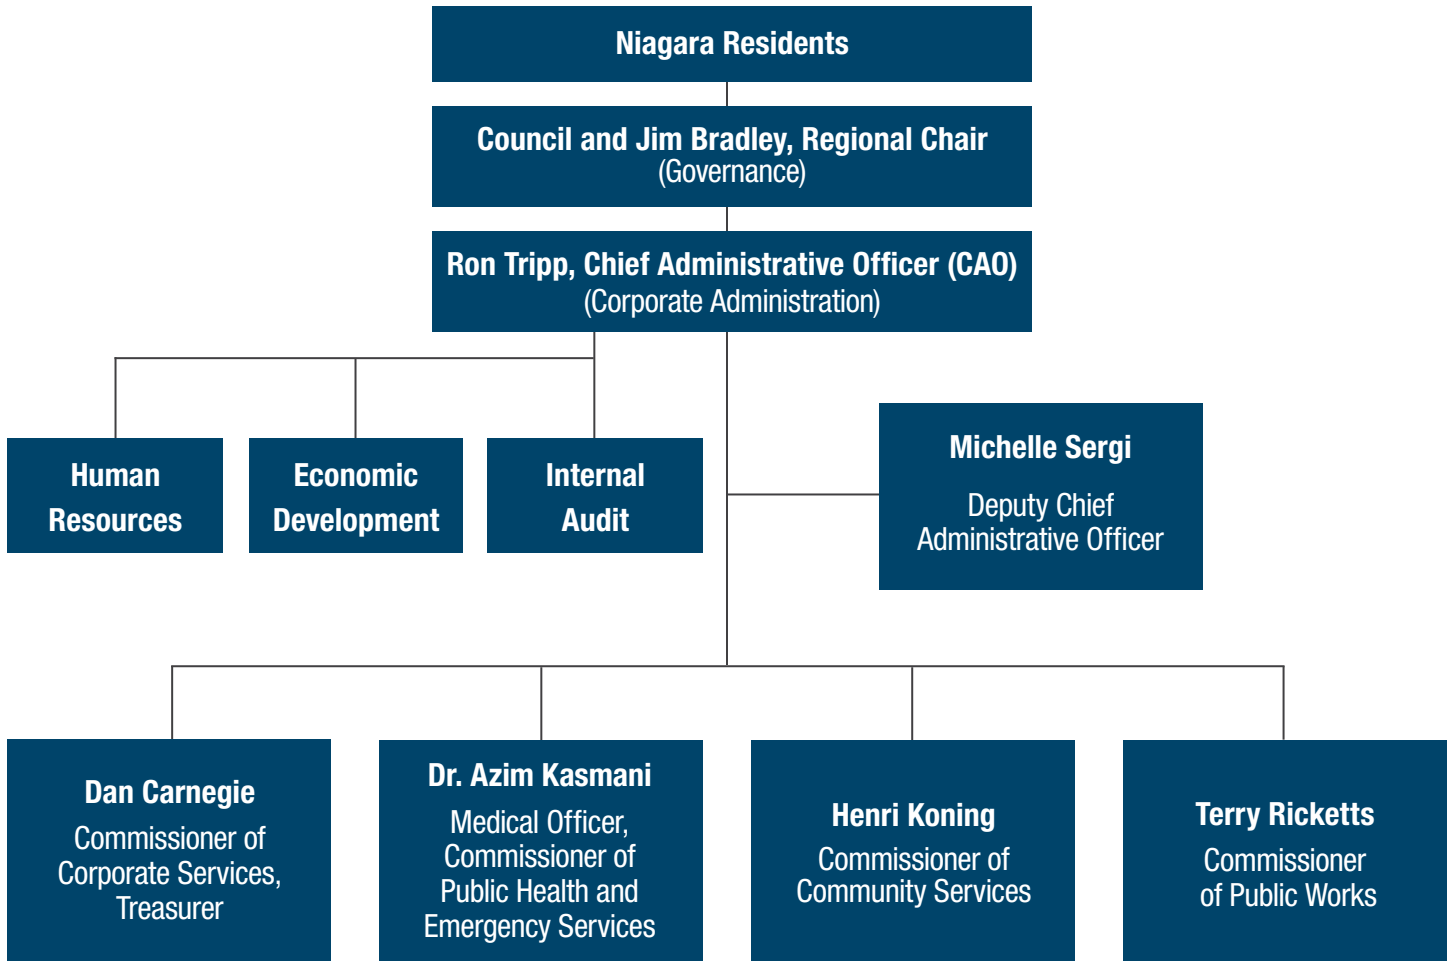 Niagara Residents
Council and Jim Bradley, Regional Chair
(Governance)
Ron Tripp, Chief Administrative Officer (CAO)
(Corporate Administration)
Human
Resources
Economic
Development
Internal
Audit
Michelle Sergi
Deputy Chief
Administrative Officer
Dan Carnegie
Commissioner of
Corporate Services,
Treasurer
Dr. Azim Kasmani
Medical Officer,
Commissioner of
Public Health and
Emergency Services
Henri Koning
Commissioner of
Community Services
Terry Ricketts
Commissioner
of Public Works